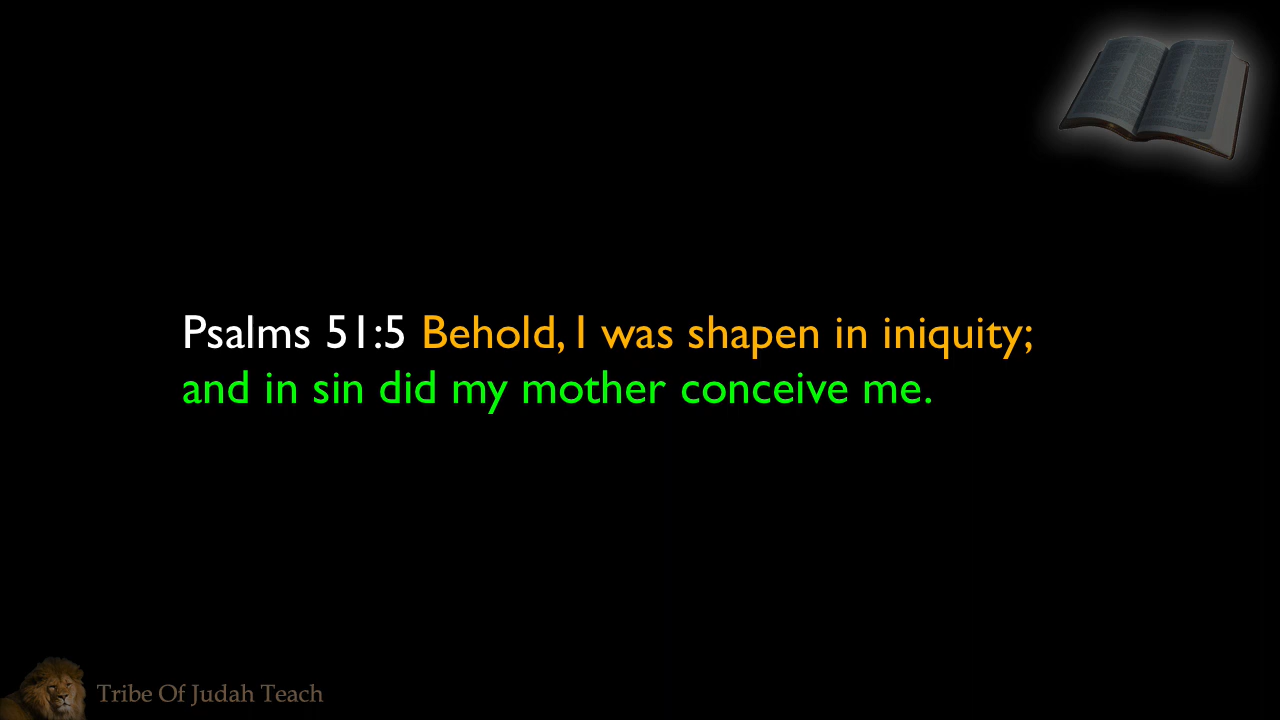 Psalms 51:5 Behold, I was shapen in iniquity;
and in sin did my mother conceive me.
Tribe Of Judah Teach